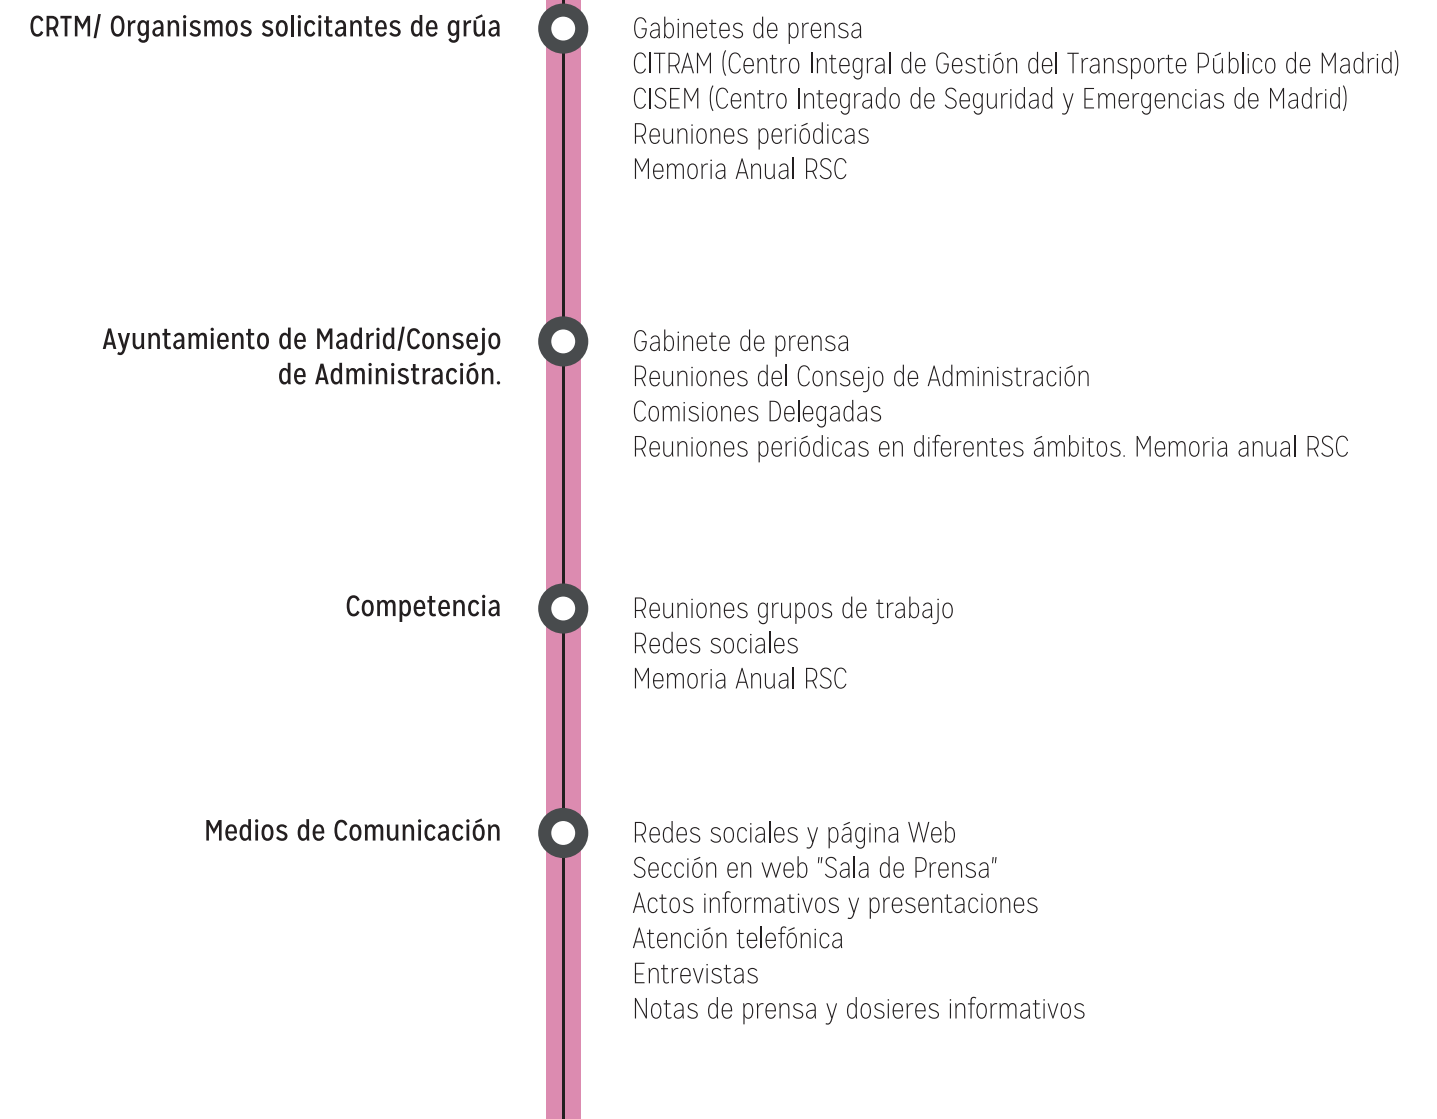 CRTM/ Organismos solicitantes de grúa
Gabinetes de prensa
CITRAM (Centro Integral de Gestión del Transporte Público de Madrid)
CISEM (Centro Integrado de Seguridad y Emergencias de Madrid)
Reuniones periódicas
Memoria Anual RSC
Ayuntamiento de Madrid/Consejo
de Administración.
Gabinete de prensa
Reuniones del Consejo de Administración
Comisiones Delegadas
Reuniones periódicas en diferentes ámbitos. Memoria anual RSC
Competencia
Reuniones grupos de trabajo
Redes sociales
Memoria Anual RSC
Medios de Comunicación
Redes sociales y página Web
Sección en web "Sala de Prensa"
Actos informativos y presentaciones
Atención telefónica
Entrevistas
Notas de prensa y dosieres informativos